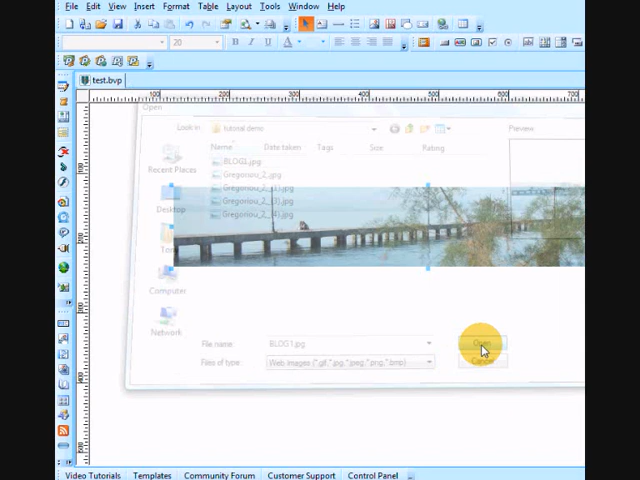 File Edit View Insert Format Table Layout Tools Window Help
20
B I U A
test.bvp
100 200 300 400 500 600 700
Open
Look in: tutorial demo
Preview
Name Date taken Tags Size Rating
BLOG1.jpg
Recent Places
Gregoriou_2_.jpg
Desktop
Computer
Network
File name: BLOG1.jpg Open
Files of type: Web images (*.gif,*.jpg,*.jpeg,*.png,*.bmp) Cancel
Video Tutorials Templates Community Forum Customer Support Control Panel